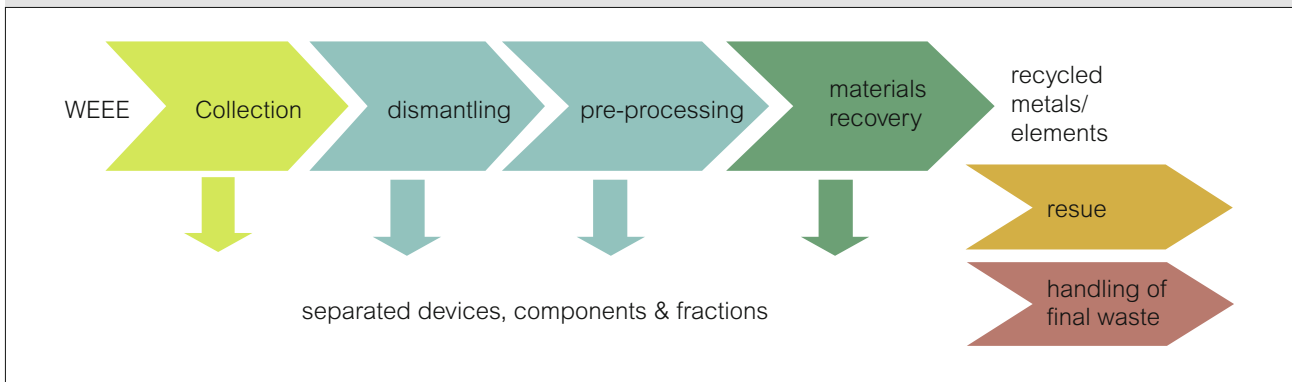 WEEE
Collection
dismantling
pre-processing
materials
recovery
recycled
metals/
elements
resue
handling of
final waste
separated devices, components & fractions